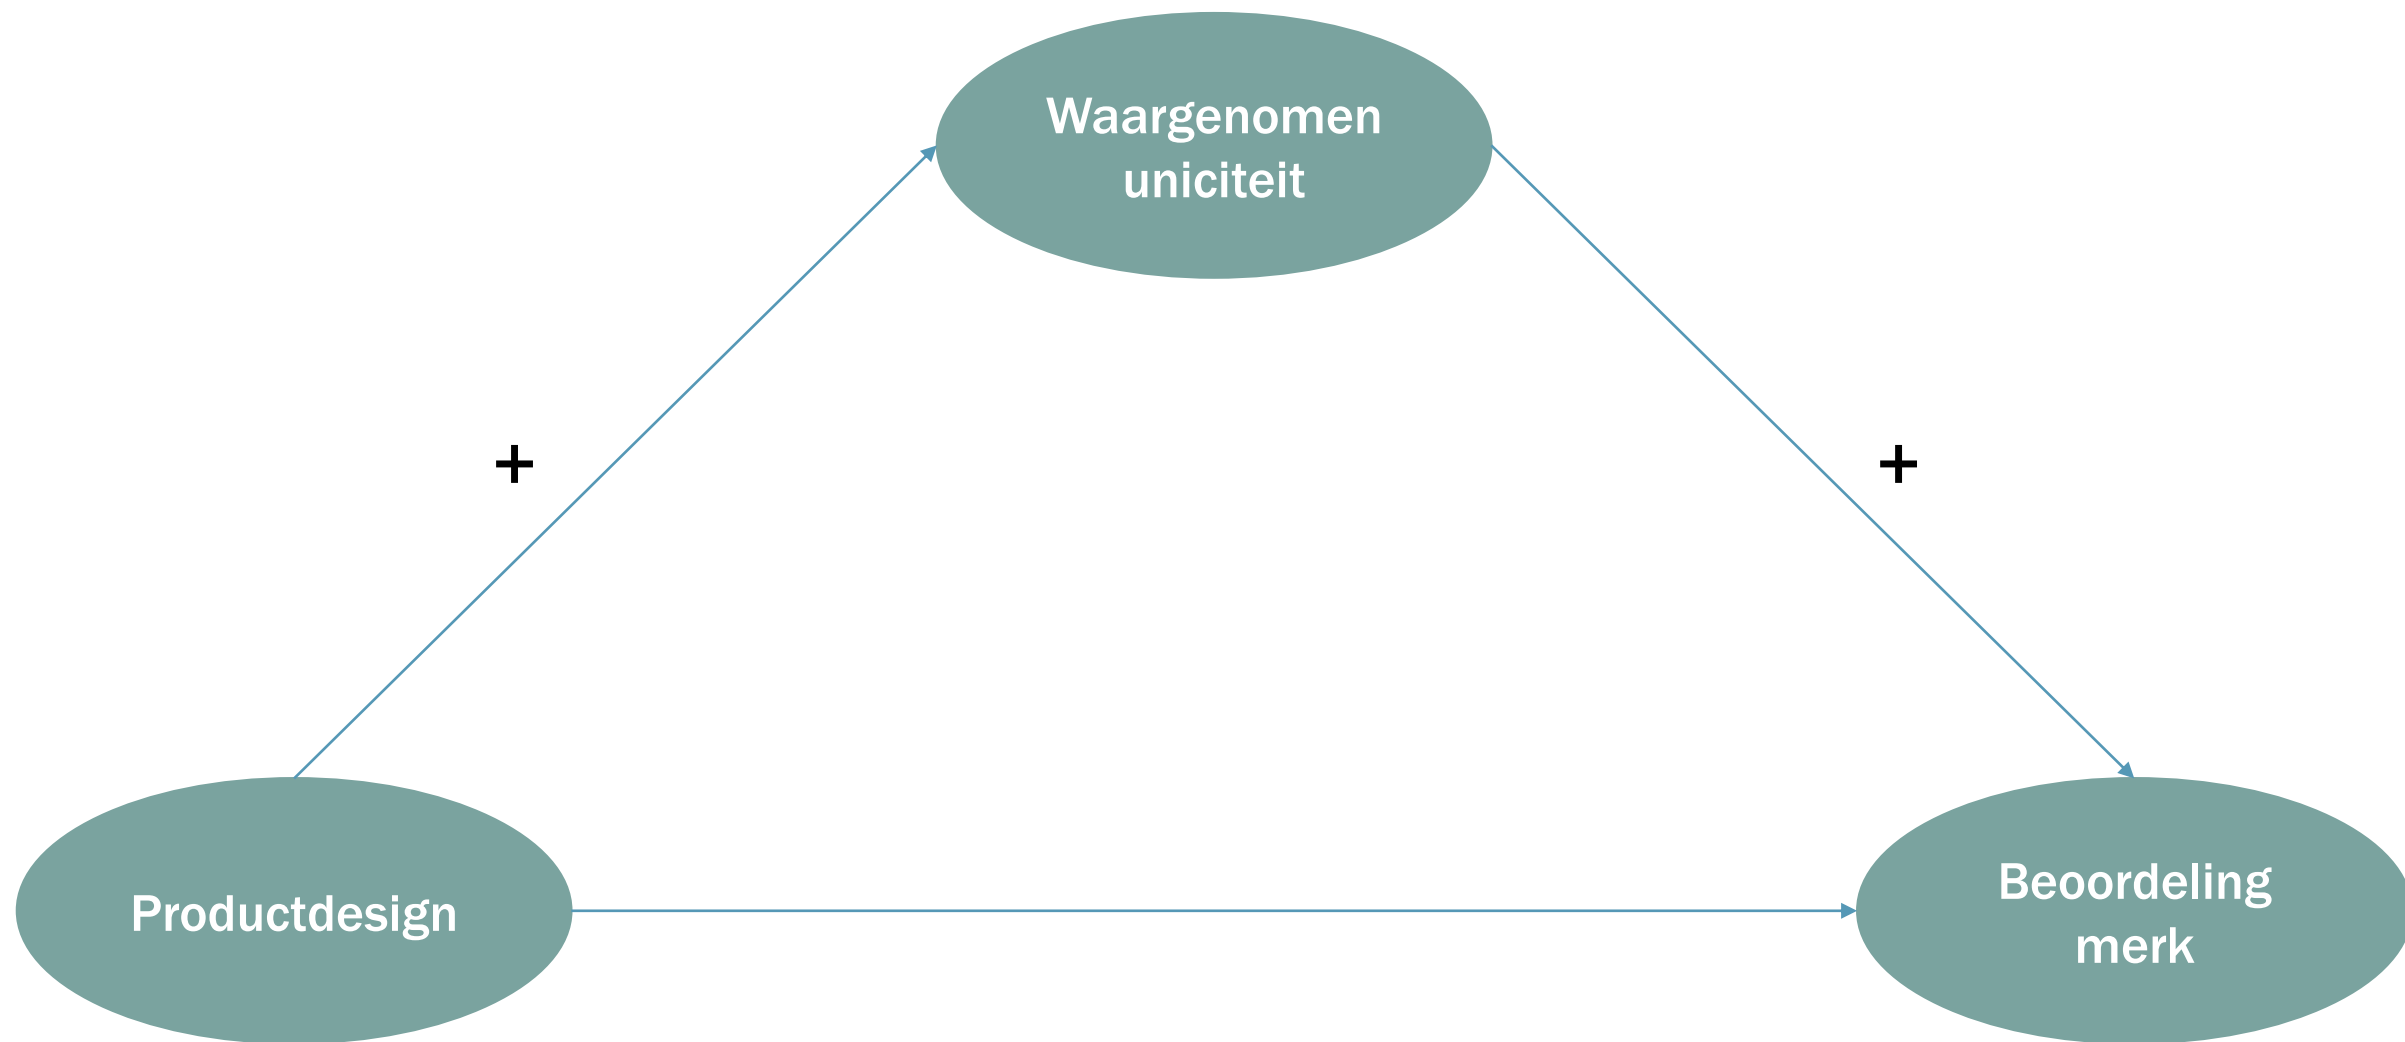 Waargenomen
uniciteit
+
+
Productdesign
Beoordeling
merk